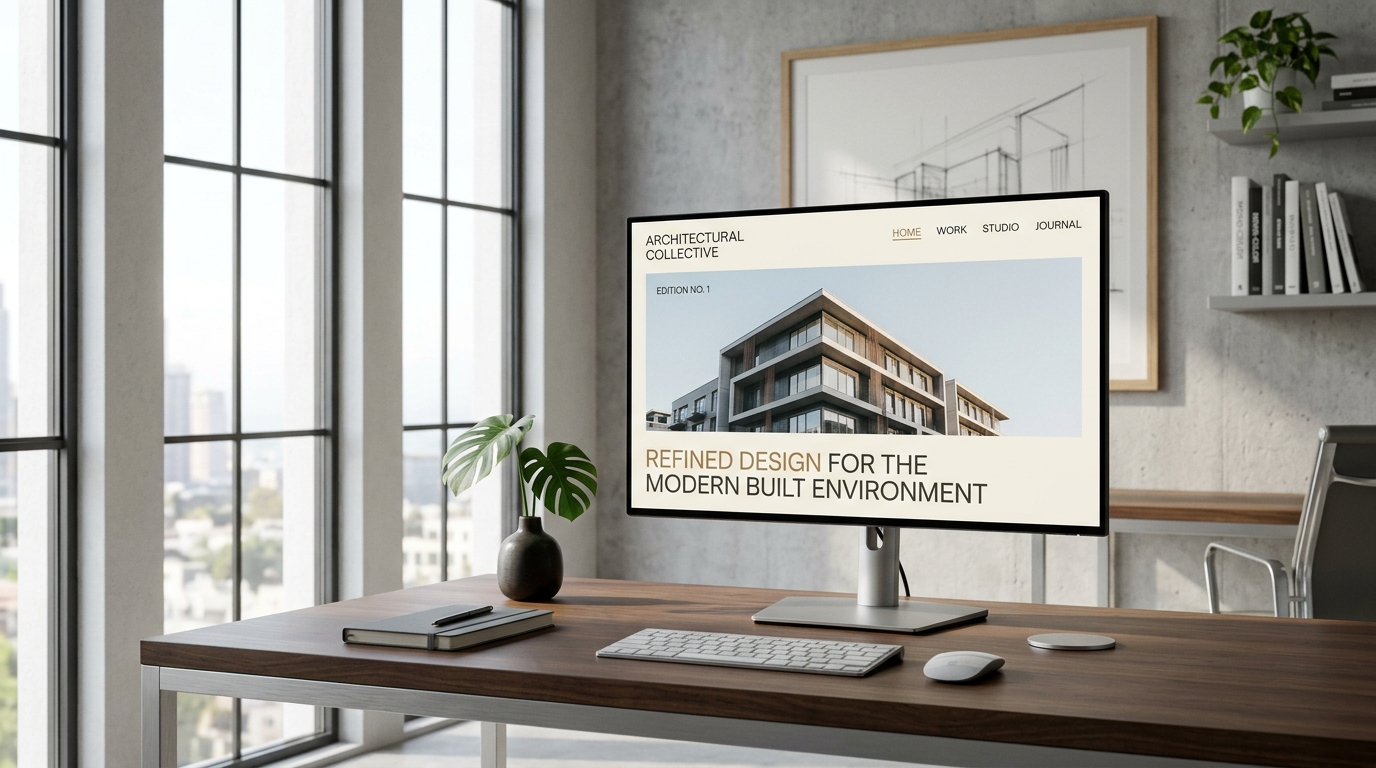 ARCHITECTURAL
COLLECTIVE
HOME WORK STUDIO JOURNAL
EDITION NO. 1
REFINED DESIGN FOR THE
MODERN BUILT ENVIRONMENT